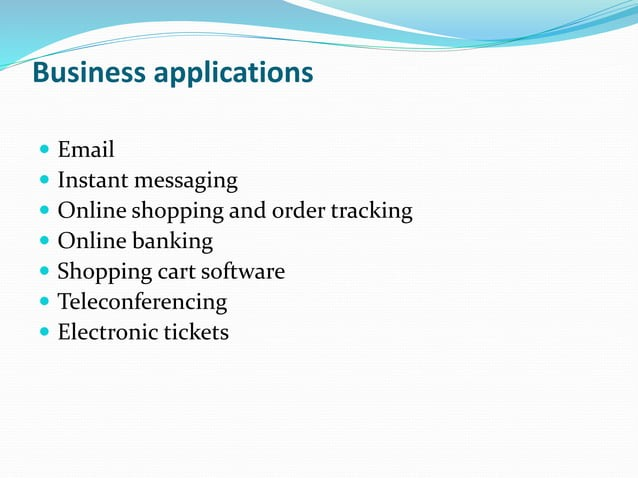 Business applications
• Email
• Instant messaging
• Online shopping and order tracking
• Online banking
• Shopping cart software
• Teleconferencing
• Electronic tickets